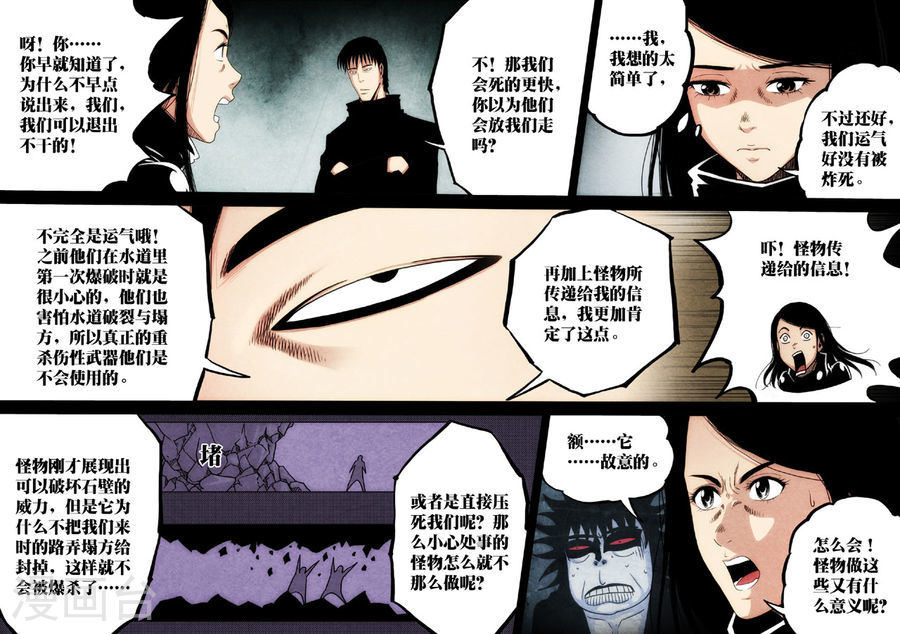 呀！你……
你早就知道了，
为什么不早点
说出来，我们，
我们可以退出
不干的！
不！那我们
会死的更快，
你以为他们
会放我们走
吗？
……我，
我想的太
简单了，
不过还好，
我们运气
好没有被
炸死。
不完全是运气哦！
之前他们在水道里
第一次爆破时就是
很小心的，他们也
害怕水道破裂与塌
方，所以真正的重
杀伤性武器他们是
不会使用的。
再加上怪物所
传递给我的信
息，我更加肯
定了这点。
吓！怪物传
递给的信息！
怪物刚才展现出
可以破坏石壁的
威力，但是它为
什么不把我们来
时的路弄塌方给
封掉，这样就不
会被爆杀了……
堵
或者是直接压
死我们呢？那
么小心处事的
怪物怎么就不
那么做呢？
额……它
……故意的。
怎么会！
怪物做这
些又有什
么意义呢？
漫画台